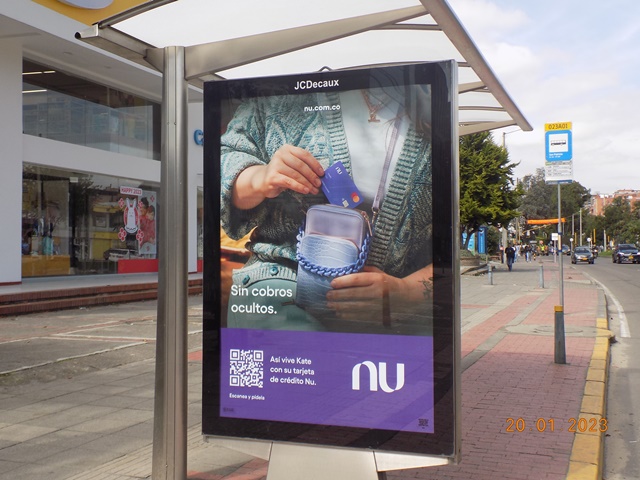 JCDecaux
nu.com.co
nu
Sin cobros
ocultos.
Así vive Kate
con su tarjeta
de crédito Nu.
Escanea y pídela
nu
023A01
20 01 2023